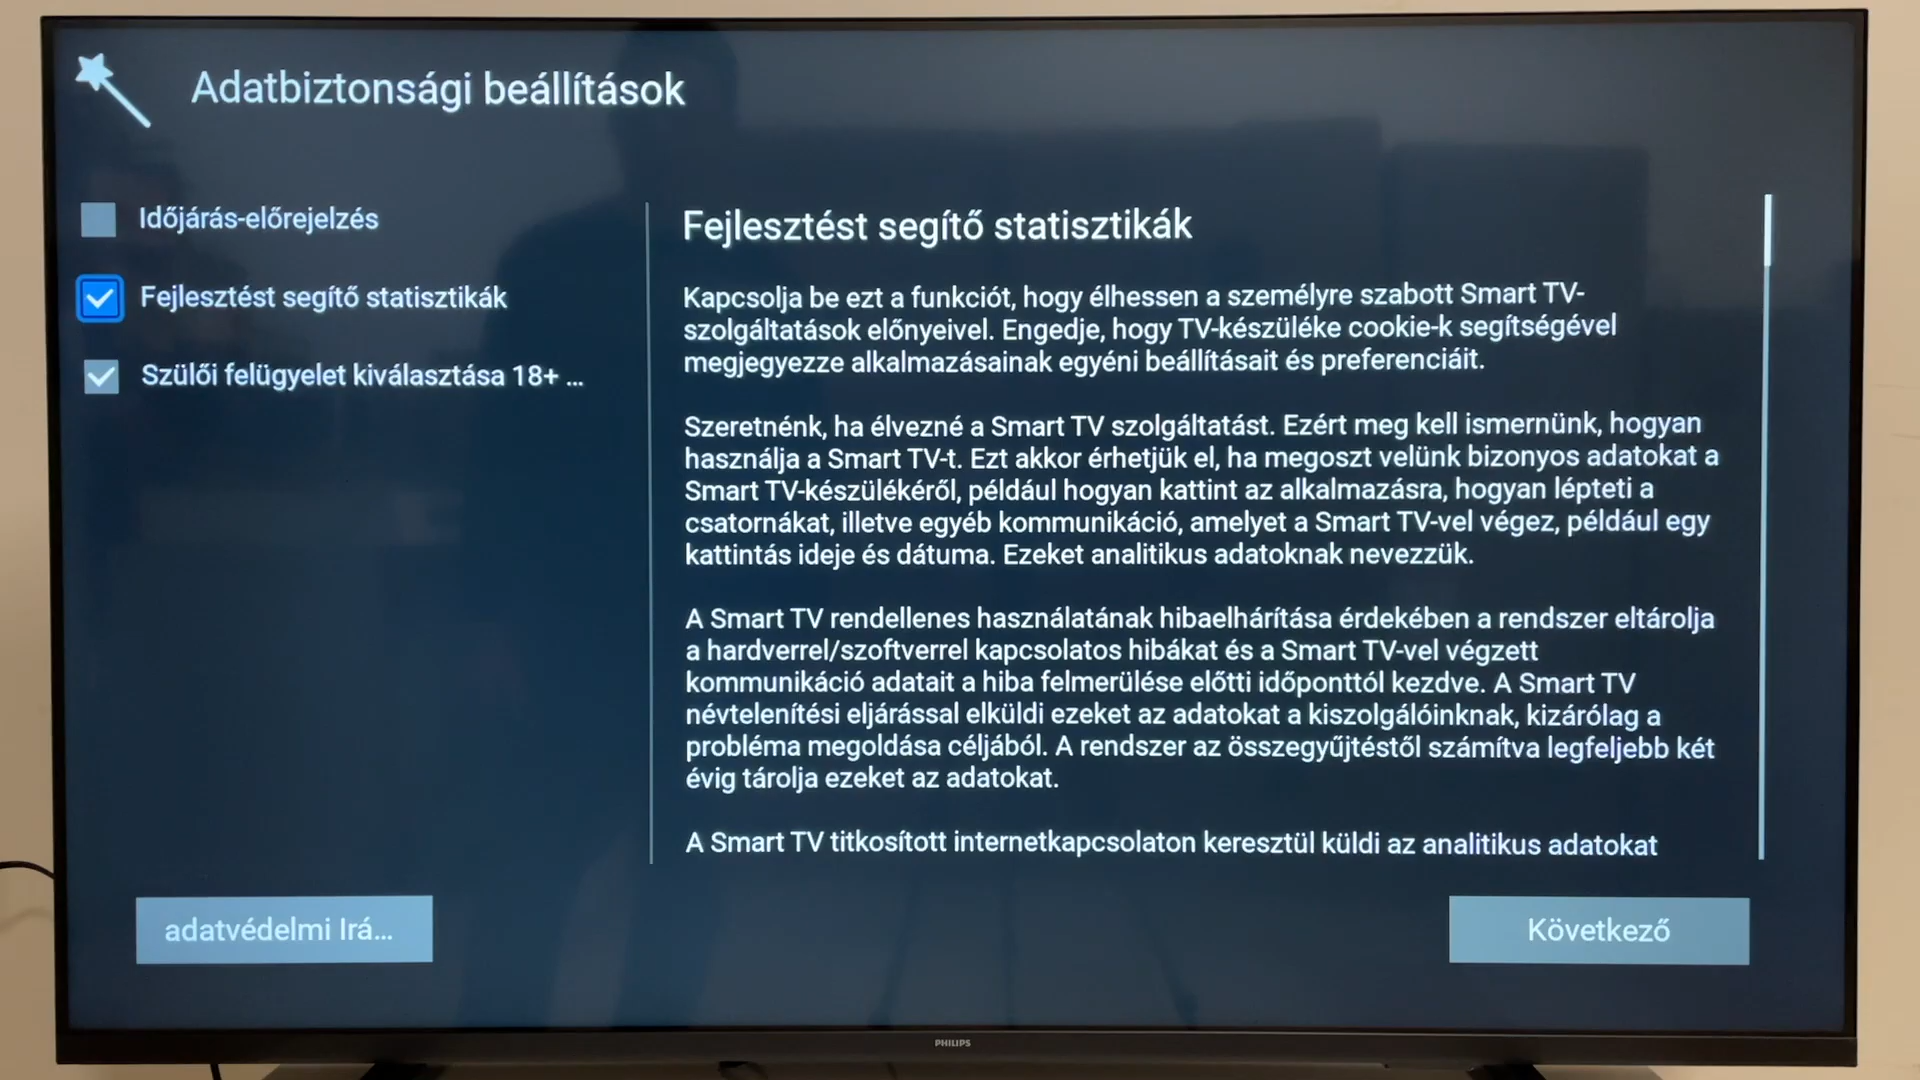 Adatbiztonsági beállítások
Időjárás-előrejelzés
Fejlesztést segítő statisztikák
Szülői felügyelet kiválasztása 18+ ...
Fejlesztést segítő statisztikák
Kapcsolja be ezt a funkciót, hogy élhessen a személyre szabott Smart TV-
szolgáltatások előnyeivel. Engedje, hogy TV-készüléke cookie-k segítségével
megjegyezze alkalmazásainak egyéni beállításait és preferenciáit.
Szeretnénk, ha élvezné a Smart TV szolgáltatást. Ezért meg kell ismernünk, hogyan
használja a Smart TV-t. Ezt akkor érhetjük el, ha megoszt velünk bizonyos adatokat a
Smart TV-készülékéről, például hogyan kattint az alkalmazásra, hogyan lépteti a
csatornákat, illetve egyéb kommunikáció, amelyet a Smart TV-vel végez, például egy
kattintás ideje és dátuma. Ezeket analitikus adatoknak nevezzük.
A Smart TV rendellenes használatának hibaelhárítása érdekében a rendszer eltárolja
a hardverrel/szoftverrel kapcsolatos hibákat és a Smart TV-vel végzett
kommunikáció adatait a hiba felmerülése előtti időponttól kezdve. A Smart TV
névtelenítési eljárással elküldi ezeket az adatokat a kiszolgálóinknak, kizárólag a
probléma megoldása céljából. A rendszer az összegyűjtéstől számítva legfeljebb két
évig tárolja ezeket az adatokat.
A Smart TV titkosított internetkapcsolaton keresztül küldi az analitikus adatokat
adatvédelmi Irá...
Következő
PHILIPS